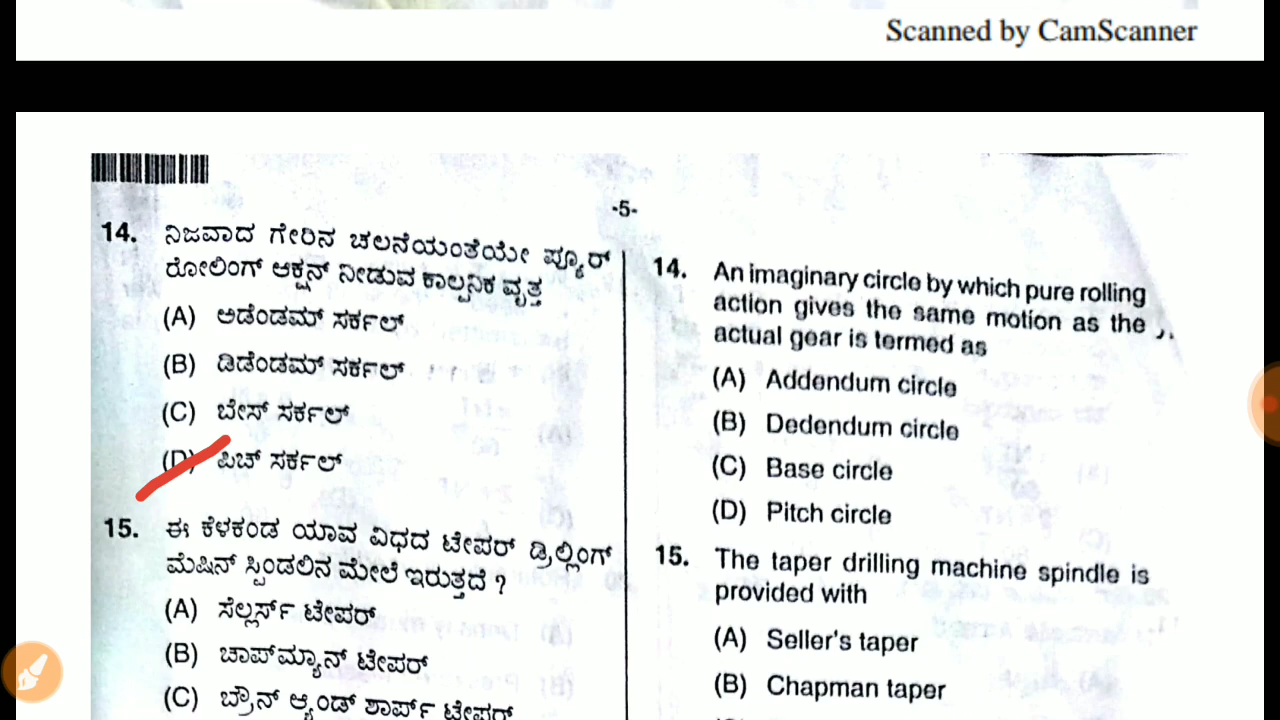 Scanned by CamScanner
-5-
14. ನಿಜವಾದ ಗೇರಿನ ಚಲನೆಯಂತೆಯೇ ಪ್ಯೂರ್
ರೋಲಿಂಗ್ ಆಕ್ಷನ್ ನೀಡುವ ಕಾಲ್ಪನಿಕ ವೃತ್ತ
(A) ಅಡೆಂಡಮ್ ಸರ್ಕಲ್
(B) ಡಿಡೆಂಡಮ್ ಸರ್ಕಲ್
(C) ಬೇಸ್ ಸರ್ಕಲ್
(D) ಪಿಚ್ ಸರ್ಕಲ್
15. ಈ ಕೆಳಕಂಡ ಯಾವ ವಿಧದ ಟೇಪರ್ ಡ್ರಿಲ್ಲಿಂಗ್
ಮೆಷಿನ್ ಸ್ಪಿಂಡಲಿನ ಮೇಲೆ ಇರುತ್ತದೆ ?
(A) ಸೆಲ್ಲರ್ಸ್ ಟೇಪರ್
(B) ಚಾಪ್‌ಮ್ಯಾನ್ ಟೇಪರ್
(C) ಬ್ರೌನ್ ಆ್ಯಂಡ್ ಶಾರ್ಪ್ ಟೇಪರ್
14. An imaginary circle by which pure rolling
action gives the same motion as the
actual gear is termed as
(A) Addendum circle
(B) Dedendum circle
(C) Base circle
(D) Pitch circle
15. The taper drilling machine spindle is
provided with
(A) Seller's taper
(B) Chapman taper